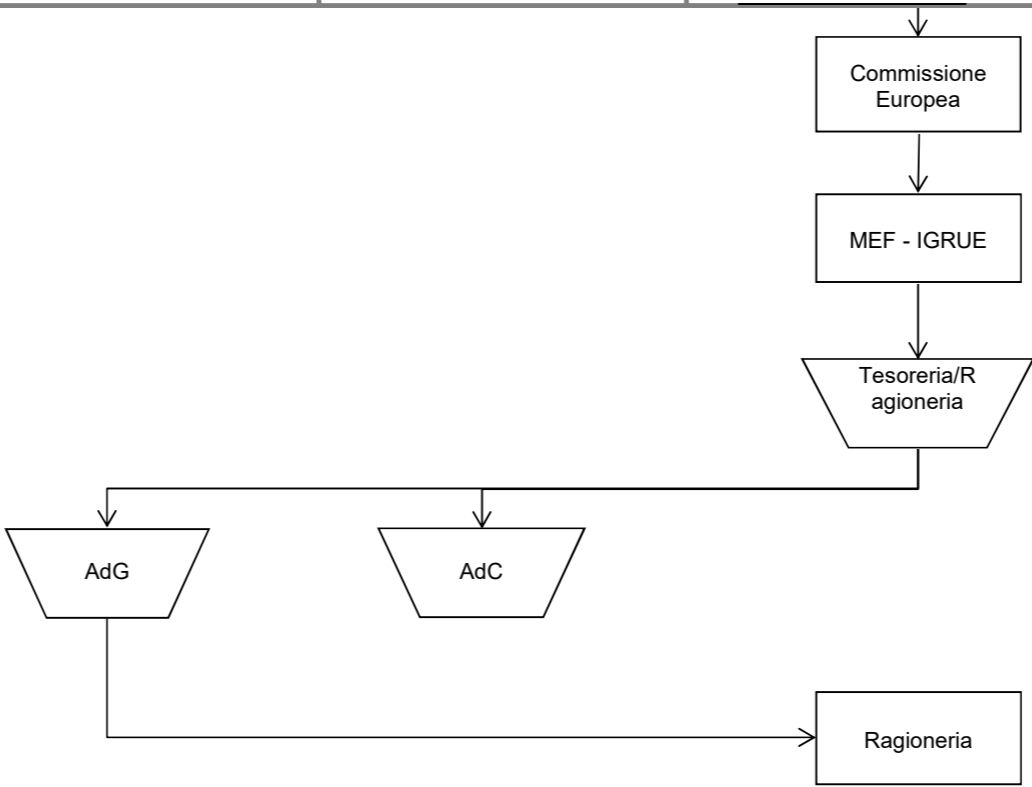 Commissione
Europea
MEF - IGRUE
Tesoreria/R
agioneria
AdG
AdC
Ragioneria